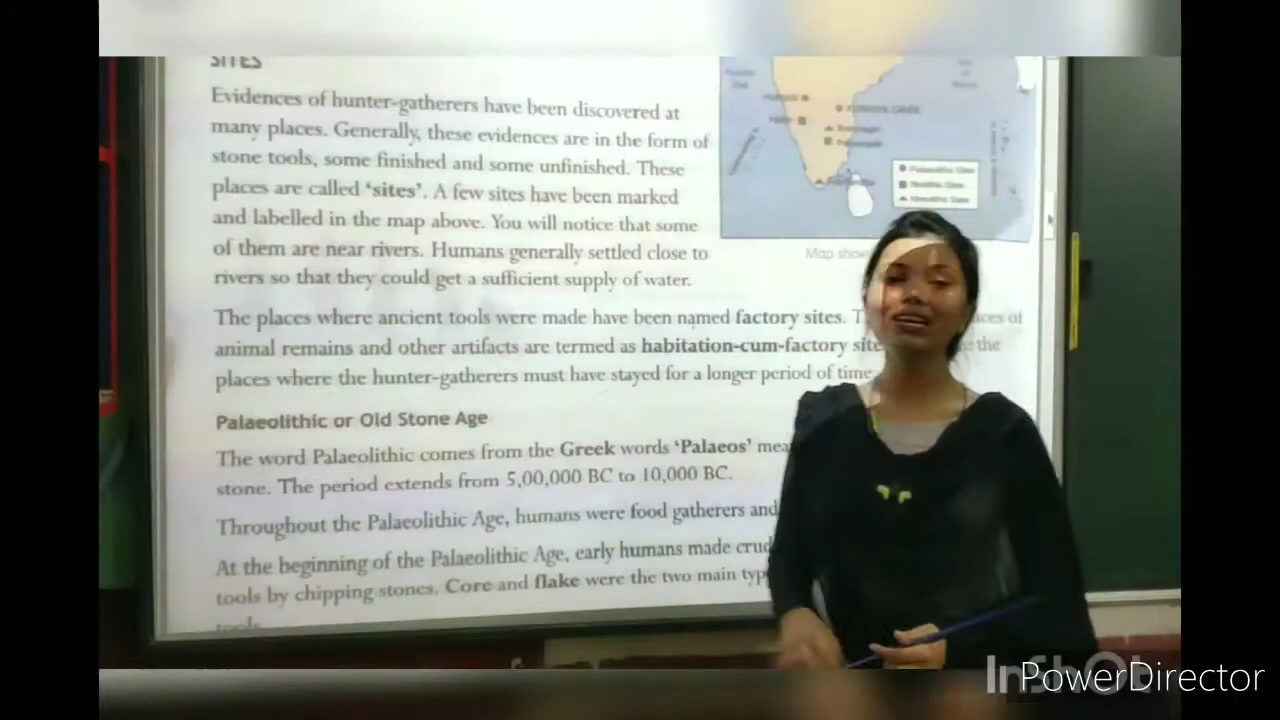 SITES
Evidences of hunter-gatherers have been discovered at
many places. Generally, these evidences are in the form of
stone tools, some finished and some unfinished. These
places are called ‘sites’. A few sites have been marked
and labelled in the map above. You will notice that some
of them are near rivers. Humans generally settled close to
rivers so that they could get a sufficient supply of water.
Map show
The places where ancient tools were made have been named factory sites. of
animal remains and other artifacts are termed as habitation-cum-factory site the
places where the hunter-gatherers must have stayed for a longer period of time
Palaeolithic or Old Stone Age
The word Palaeolithic comes from the Greek words ‘Palaeos’ mea
stone. The period extends from 5,00,000 BC to 10,000 BC.
Throughout the Palaeolithic Age, humans were food gatherers and
At the beginning of the Palaeolithic Age, early humans made crud
tools by chipping stones. Core and flake were the two main typ
tools
InShOt
PowerDirector